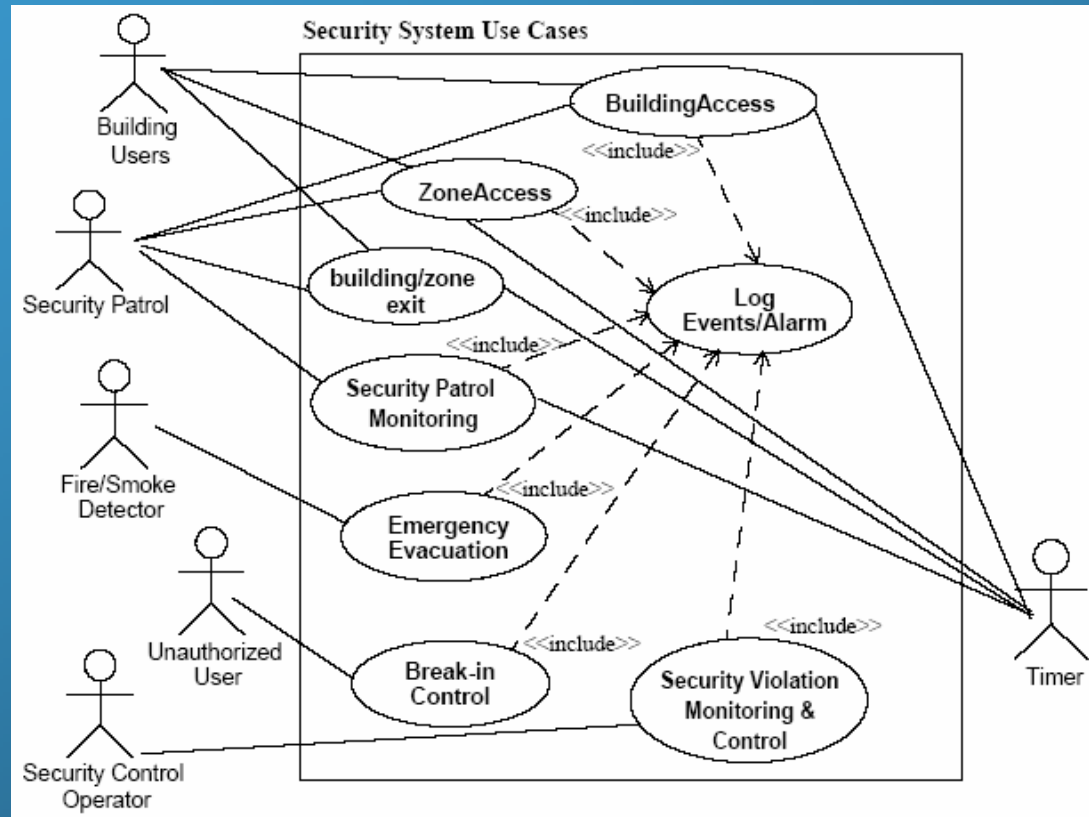 Security System Use Cases
Building
Users
BuildingAccess
<<include>>
ZoneAccess
<<include>>
Security Patrol
building/zone
exit
Log
Events/Alarm
<<include>>
Security Patrol
Monitoring
Fire/Smoke
Detector
<<include>>
Emergency
Evacuation
Unauthorized
User
<<include>>
<<include>>
Break-in
Control
Security Violation
Monitoring &
Control
Timer
Security Control
Operator